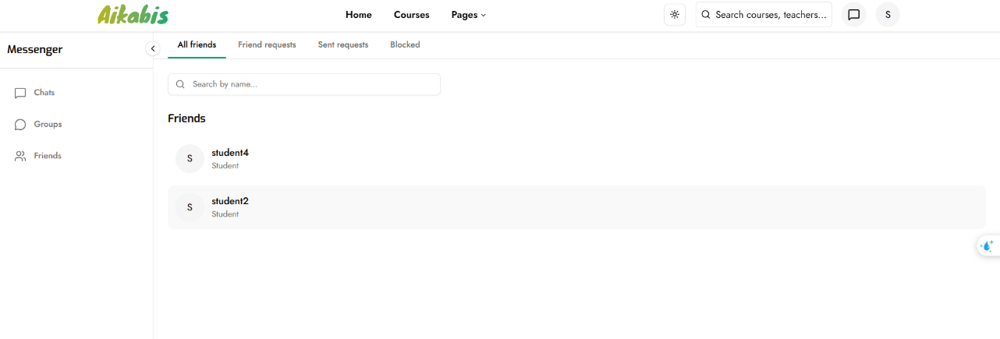 Aikabis
Home Courses Pages
Search courses, teachers...
S
Messenger
All friends Friend requests Sent requests Blocked
Chats
Groups
Friends
Search by name...
Friends
S
student4
Student
S
student2
Student